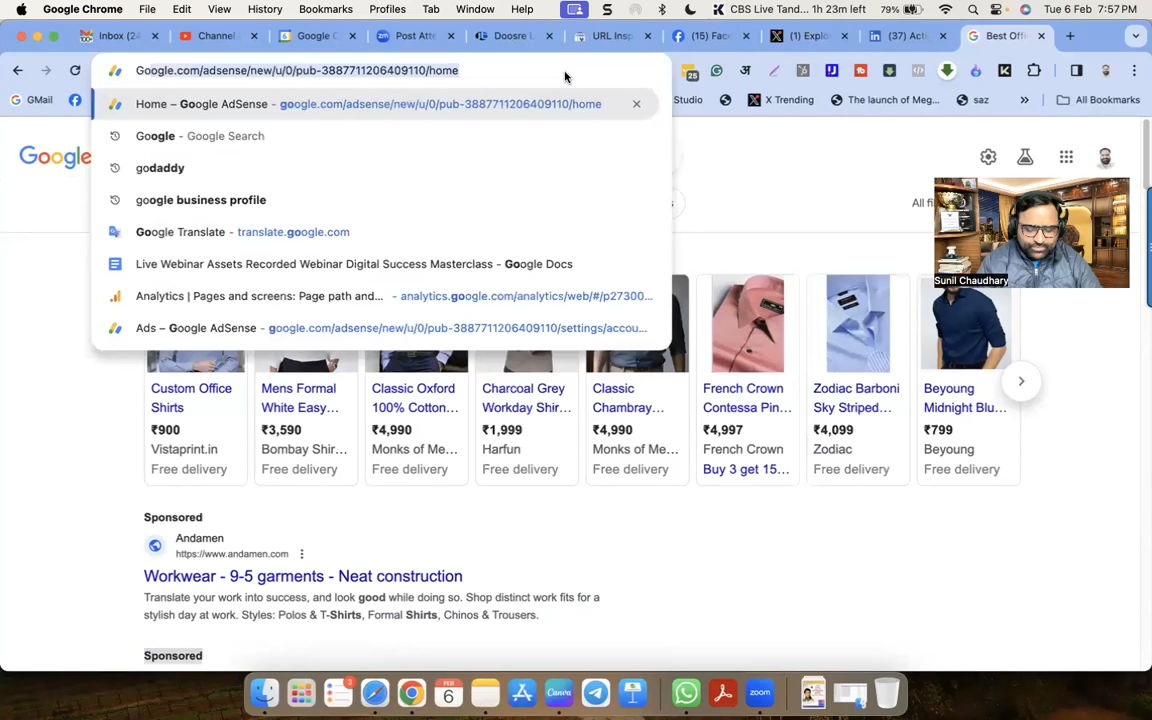 Google Chrome File Edit View History Bookmarks Profiles Tab Window Help CBS Live Tand... 1h 23m left 79% Tue 6 Feb 7:57 PM
Inbox (22 Channel Google C Post Atte Doosre i URL Insp (15) Face (1) Explo (37) Acti Best Offi
Google.com/adsense/new/u/0/pub-3887711206409110/home
25
GMail Studio X Trending The launch of Meg... saz » All Bookmarks
Home – Google AdSense - google.com/adsense/new/u/0/pub-3887711206409110/home
Google - Google Search
godaddy
google business profile
Google Translate - translate.google.com
Live Webinar Assets Recorded Webinar Digital Success Masterclass - Google Docs
Analytics | Pages and screens: Page path and... - analytics.google.com/analytics/web/#/p27300...
Ads – Google AdSense - google.com/adsense/new/u/0/pub-3887711206409110/settings/accou...
Google
All fi
Sunil Chaudhary
Custom Office Shirts
₹900
Vistaprint.in
Free delivery
Mens Formal White Easy...
₹3,590
Bombay Shir...
Free delivery
Classic Oxford 100% Cotton...
₹4,990
Monks of Me...
Free delivery
Charcoal Grey Workday Shir...
₹1,999
Harfun
Free delivery
Classic Chambray...
₹4,990
Monks of Me...
Free delivery
French Crown Contessa Pin...
₹4,997
French Crown
Buy 3 get 15...
Zodiac Barboni Sky Striped...
₹4,099
Zodiac
Free delivery
Beyoung Midnight Blu...
₹799
Beyoung
Free delivery
Sponsored
Andamen
https://www.andamen.com
Workwear - 9-5 garments - Neat construction
Translate your work into success, and look good while doing so. Shop distinct work fits for a
stylish day at work. Styles: Polos & T-Shirts, Formal Shirts, Chinos & Trousers.
Sponsored
3
FEB
6
Canva
zoom